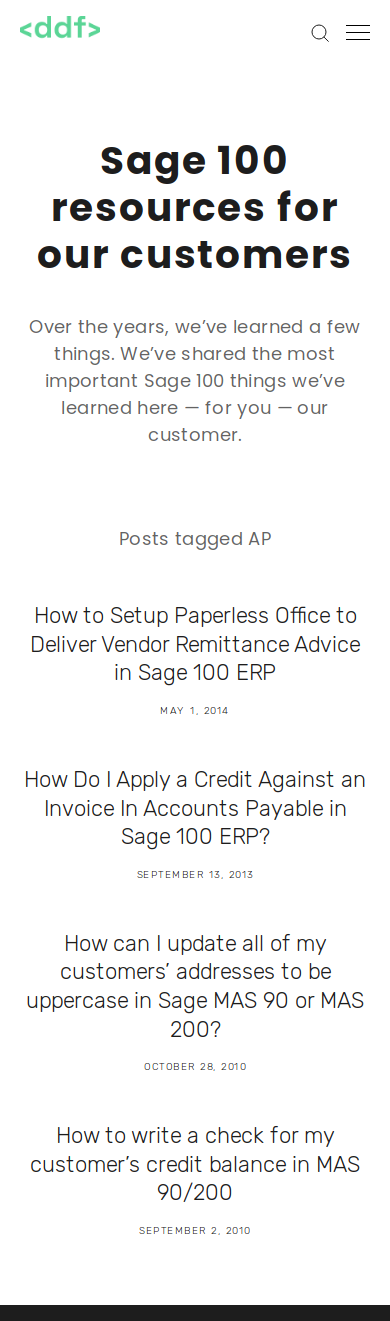 <ddf>
Sage 100
resources for
our customers
Over the years, we’ve learned a few
things. We’ve shared the most
important Sage 100 things we’ve
learned here — for you — our
customer.
Posts tagged AP
How to Setup Paperless Office to
Deliver Vendor Remittance Advice
in Sage 100 ERP
MAY 1, 2014
How Do I Apply a Credit Against an
Invoice In Accounts Payable in
Sage 100 ERP?
SEPTEMBER 13, 2013
How can I update all of my
customers’ addresses to be
uppercase in Sage MAS 90 or MAS
200?
OCTOBER 28, 2010
How to write a check for my
customer’s credit balance in MAS
90/200
SEPTEMBER 2, 2010